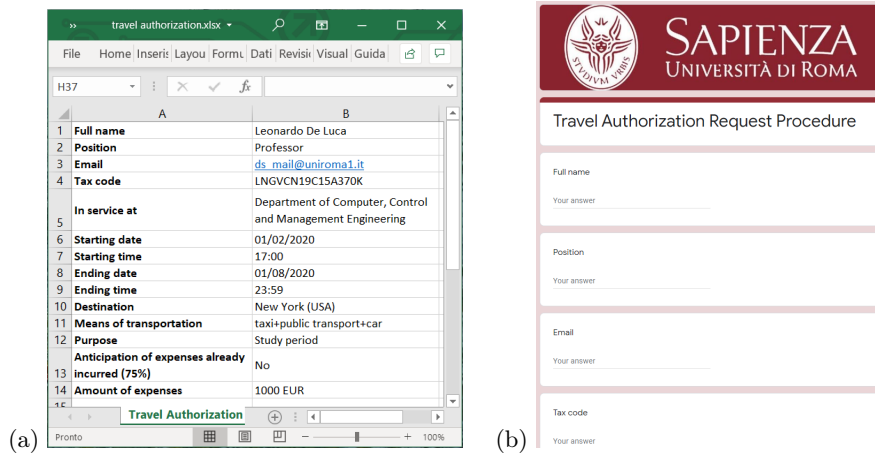 ›› travel authorization.xlsx
File Home Inseris Layou Formu Dati Revisio Visual Guida
H37 fx
A B
1 Full name Leonardo De Luca
2 Position Professor
3 Email ds_mail@uniroma1.it
4 Tax code LNGVCN19C15A370K
5 In service at Department of Computer, Control
and Management Engineering
6 Starting date 01/02/2020
7 Starting time 17:00
8 Ending date 01/08/2020
9 Ending time 23:59
10 Destination New York (USA)
11 Means of transportation taxi+public transport+car
12 Purpose Study period
Anticipation of expenses already
13 incurred (75%) No
14 Amount of expenses 1000 EUR
15
Travel Authorization
Pronto 100%
(a)
STVDIVM VRBIS
SAPIENZA
UNIVERSITÀ DI ROMA
Travel Authorization Request Procedure
Full name
Your answer
Position
Your answer
Email
Your answer
Tax code
Your answer
(b)